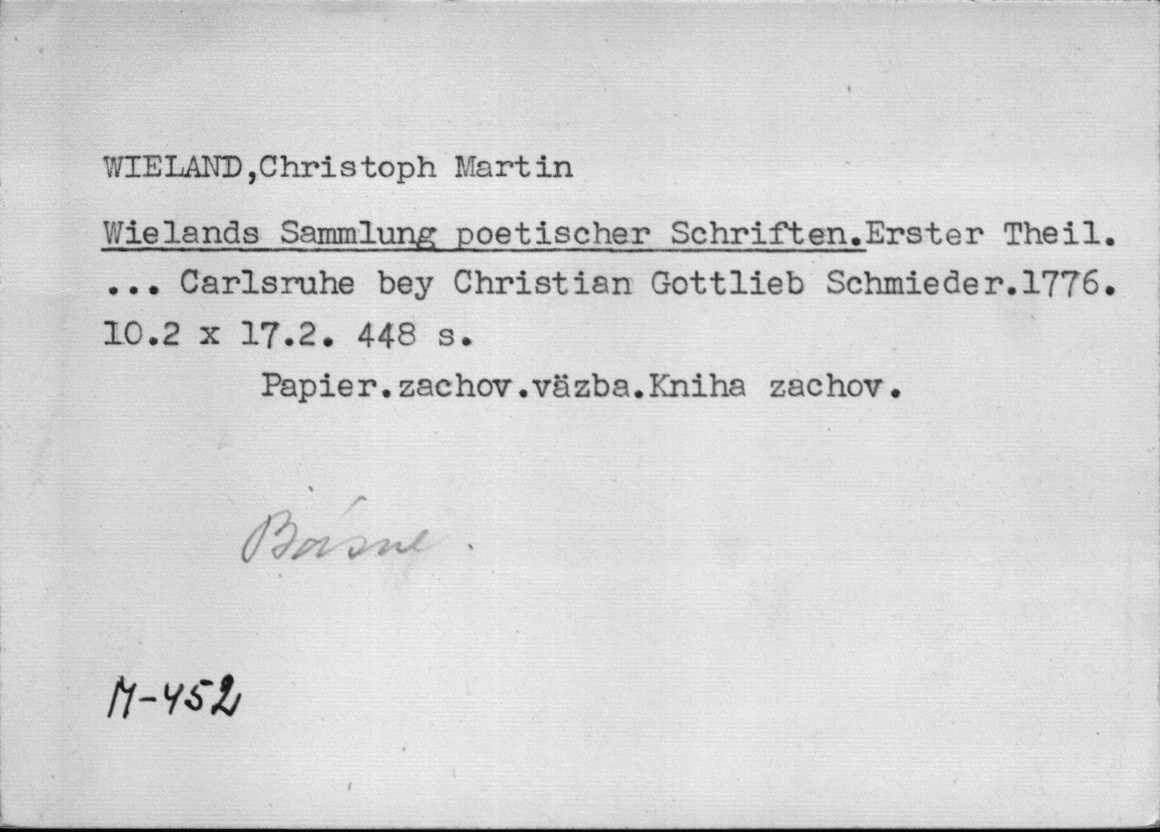 WIELAND,Christoph Martin
Wielands Sammlung poetischer Schriften.Erster Theil.
... Carlsruhe bey Christian Gottlieb Schmieder.1776.
10.2 x 17.2. 448 s.
Papier.zachov.väzba.Kniha zachov.
Básne.
M-452